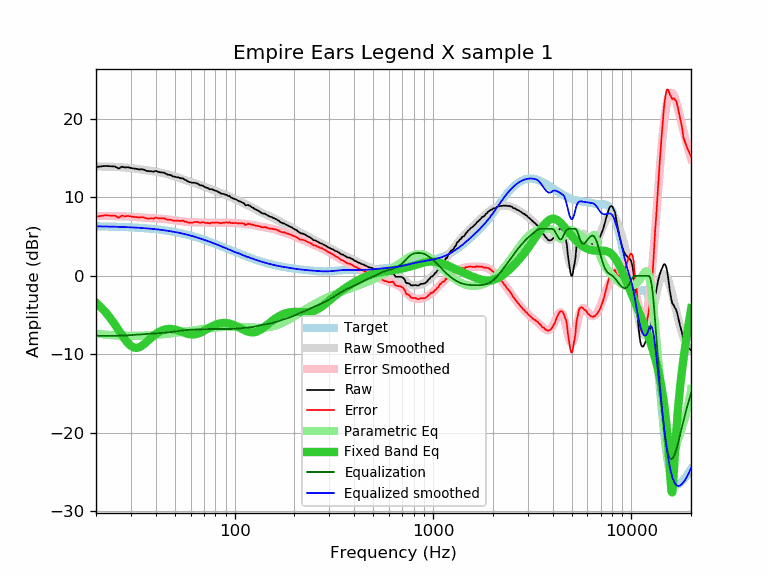 Empire Ears Legend X sample 1
20
10
0
−10
−20
−30
Amplitude (dBr)
Target
Raw Smoothed
Error Smoothed
Raw
Error
Parametric Eq
Fixed Band Eq
Equalization
Equalized smoothed
100 1000 10000
Frequency (Hz)